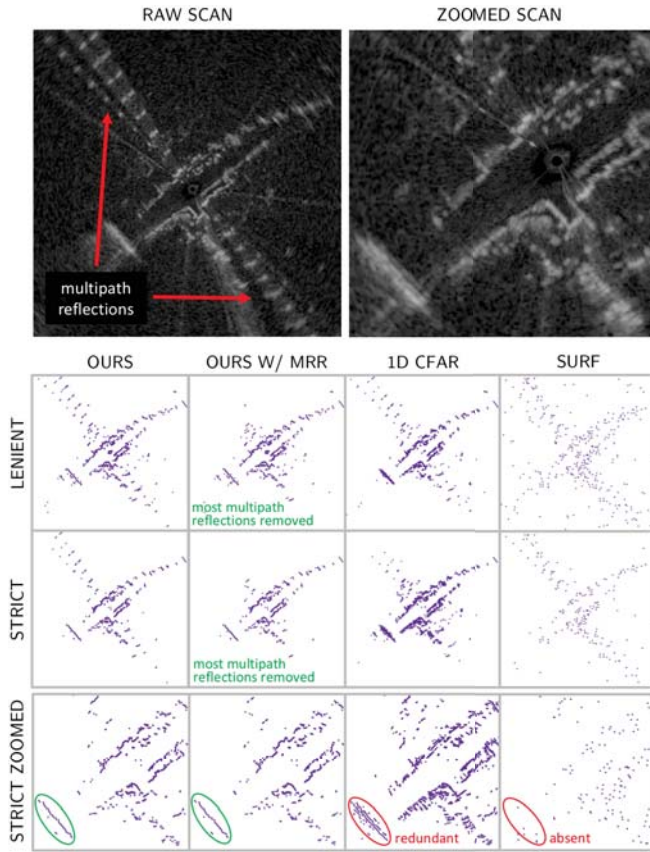 RAW SCAN
ZOOMED SCAN
multipath
reflections
OURS
OURS W/ MRR
1D CFAR
SURF
LENIENT
most multipath
reflections removed
STRICT
most multipath
reflections removed
STRICT ZOOMED
redundant
absent